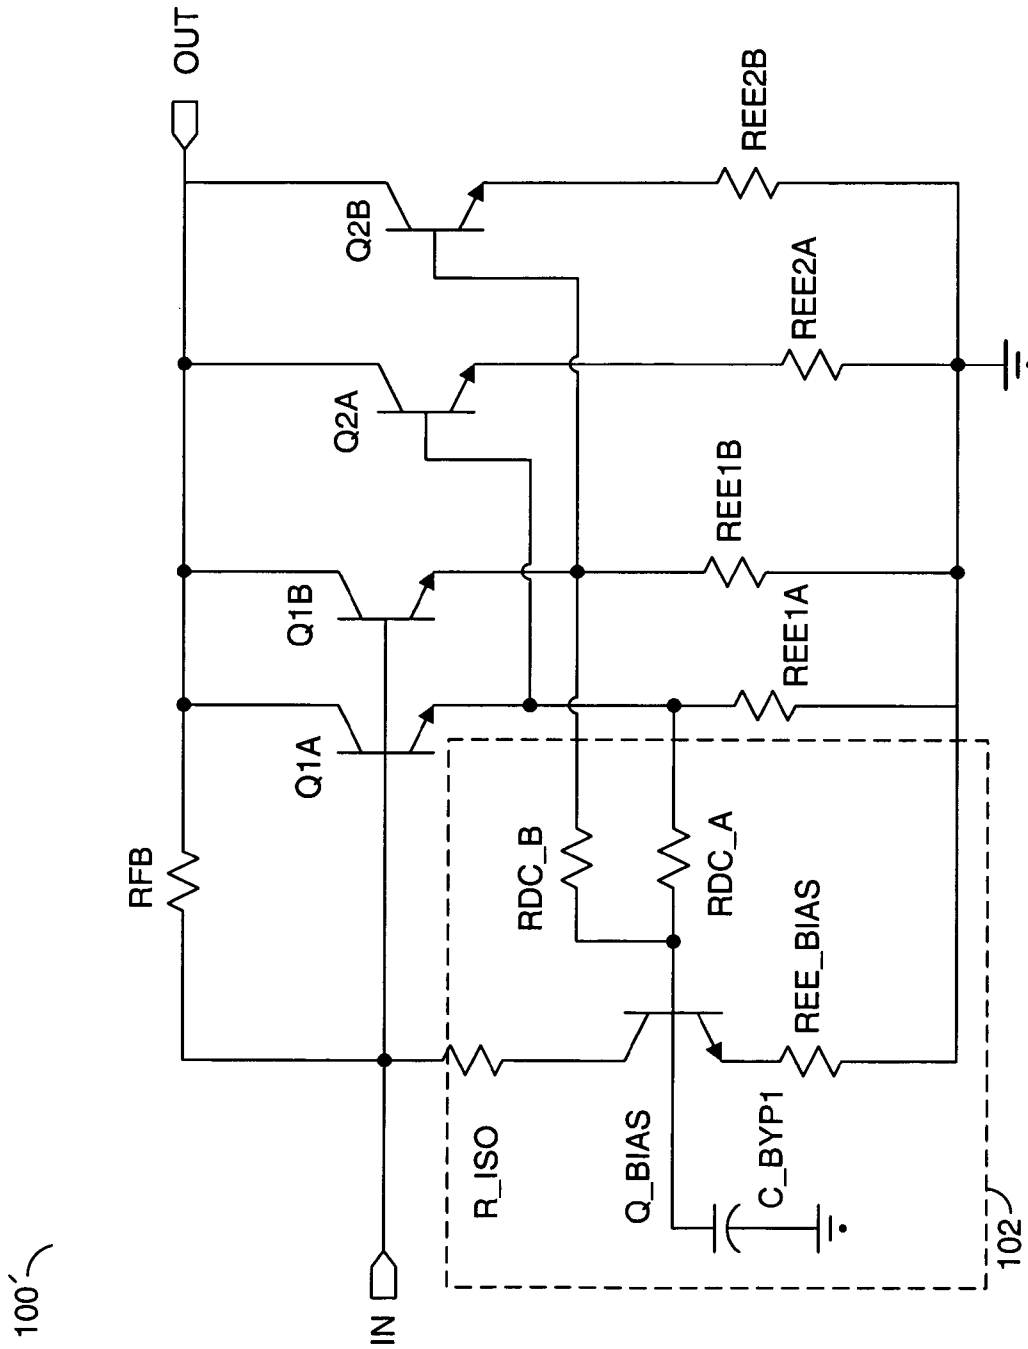 100′
OUT
RFB
Q1A
Q1B
Q2A
Q2B
IN
R_ISO
RDC_B
RDC_A
REE1A
REE1B
REE2A
REE2B
Q_BIAS
REE_BIAS
C_BYP1
102